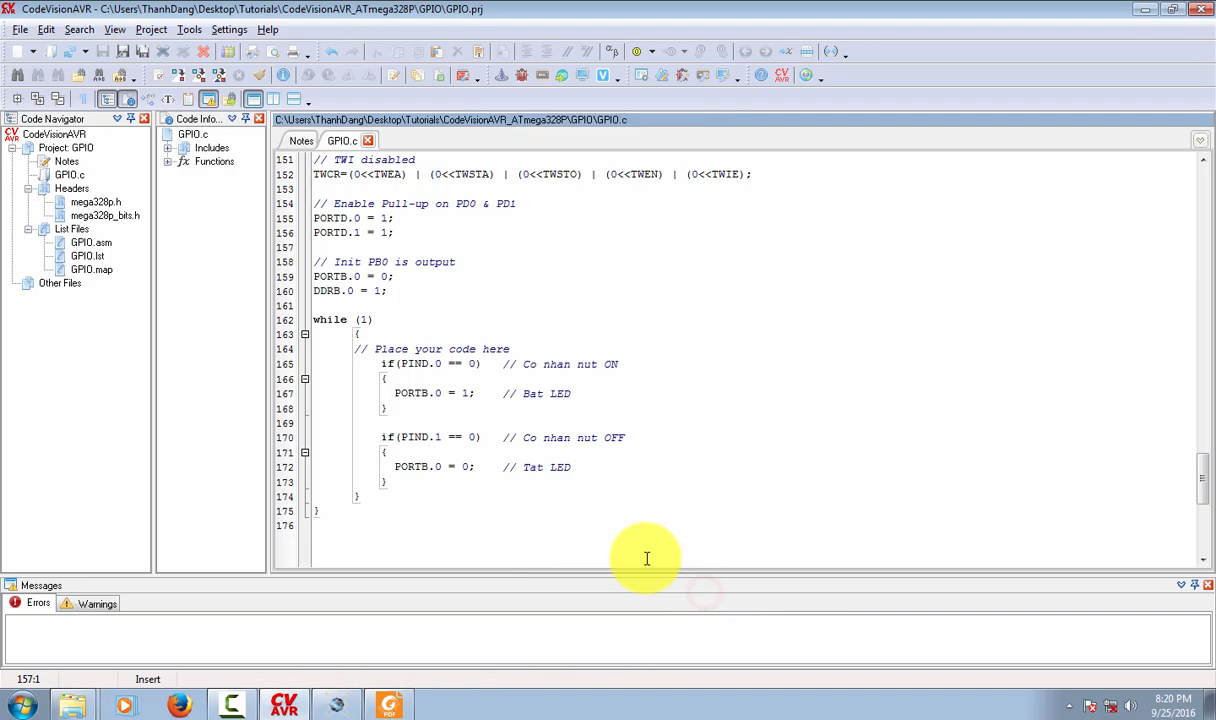 CodeVisionAVR - C:\Users\ThanhDang\Desktop\Tutorials\CodeVisionAVR_ATmega328P\GPIO\GPIO.prj
File Edit Search View Project Tools Settings Help
Code Navigator
CodeVisionAVR
Project: GPIO
Notes
GPIO.c
Headers
mega328p.h
mega328p_bits.h
List Files
GPIO.asm
GPIO.lst
GPIO.map
Other Files
Code Info...
GPIO.c
Includes
Functions
C:\Users\ThanhDang\Desktop\Tutorials\CodeVisionAVR_ATmega328P\GPIO\GPIO.c
Notes GPIO.c
151 // TWI disabled
152 TWCR=(0<<TWEA) | (0<<TWSTA) | (0<<TWSTO) | (0<<TWEN) | (0<<TWIE);
153
154 // Enable Pull-up on PD0 & PD1
155 PORTD.0 = 1;
156 PORTD.1 = 1;
157
158 // Init PB0 is output
159 PORTB.0 = 0;
160 DDRB.0 = 1;
161
162 while (1)
163 {
164 // Place your code here
165 if(PIND.0 == 0) // Co nhan nut ON
166 {
167 PORTB.0 = 1; // Bat LED
168 }
169
170 if(PIND.1 == 0) // Co nhan nut OFF
171 {
172 PORTB.0 = 0; // Tat LED
173 }
174 }
175 }
176
Messages
Errors Warnings
157:1 Insert
CV
AVR
PDF
8:20 PM
9/25/2016